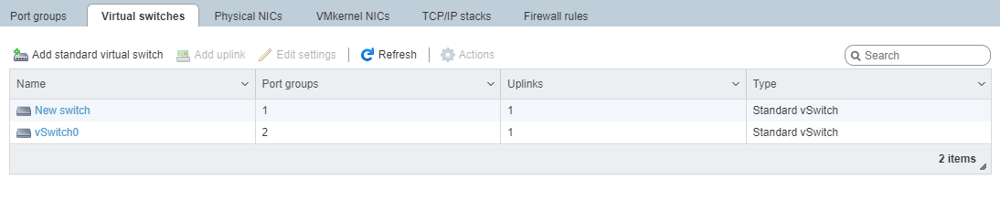 Port groups Virtual switches Physical NICs VMkernel NICs TCP/IP stacks Firewall rules
Add standard virtual switch Add uplink Edit settings Refresh Actions Search
Name Port groups Uplinks Type
New switch 1 1 Standard vSwitch
vSwitch0 2 1 Standard vSwitch
2 items